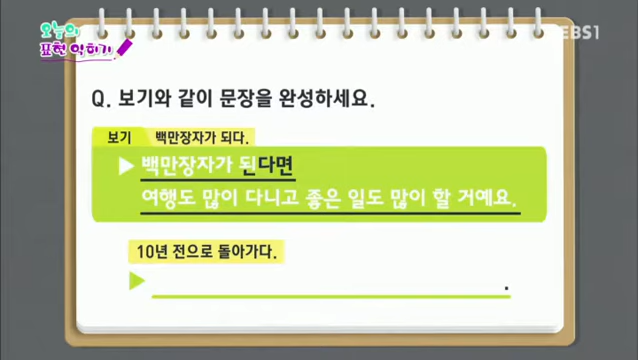 오늘의
표현 익히기
EBS1
Q. 보기와 같이 문장을 완성하세요.
보기 백만장자가 되다.
▶ 백만장자가 된다면
여행도 많이 다니고 좋은 일도 많이 할 거예요.
10년 전으로 돌아가다.
▶ .